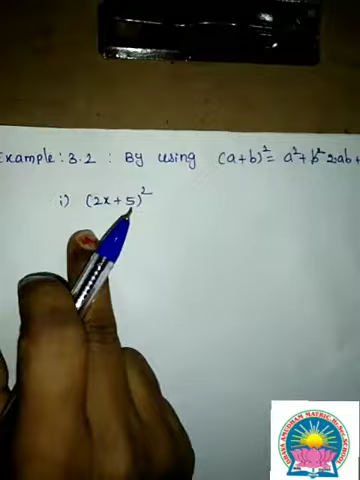 Example : 3.2 : By using (a+b)² = a² + b² 2ab +
i) (2x + 5)²